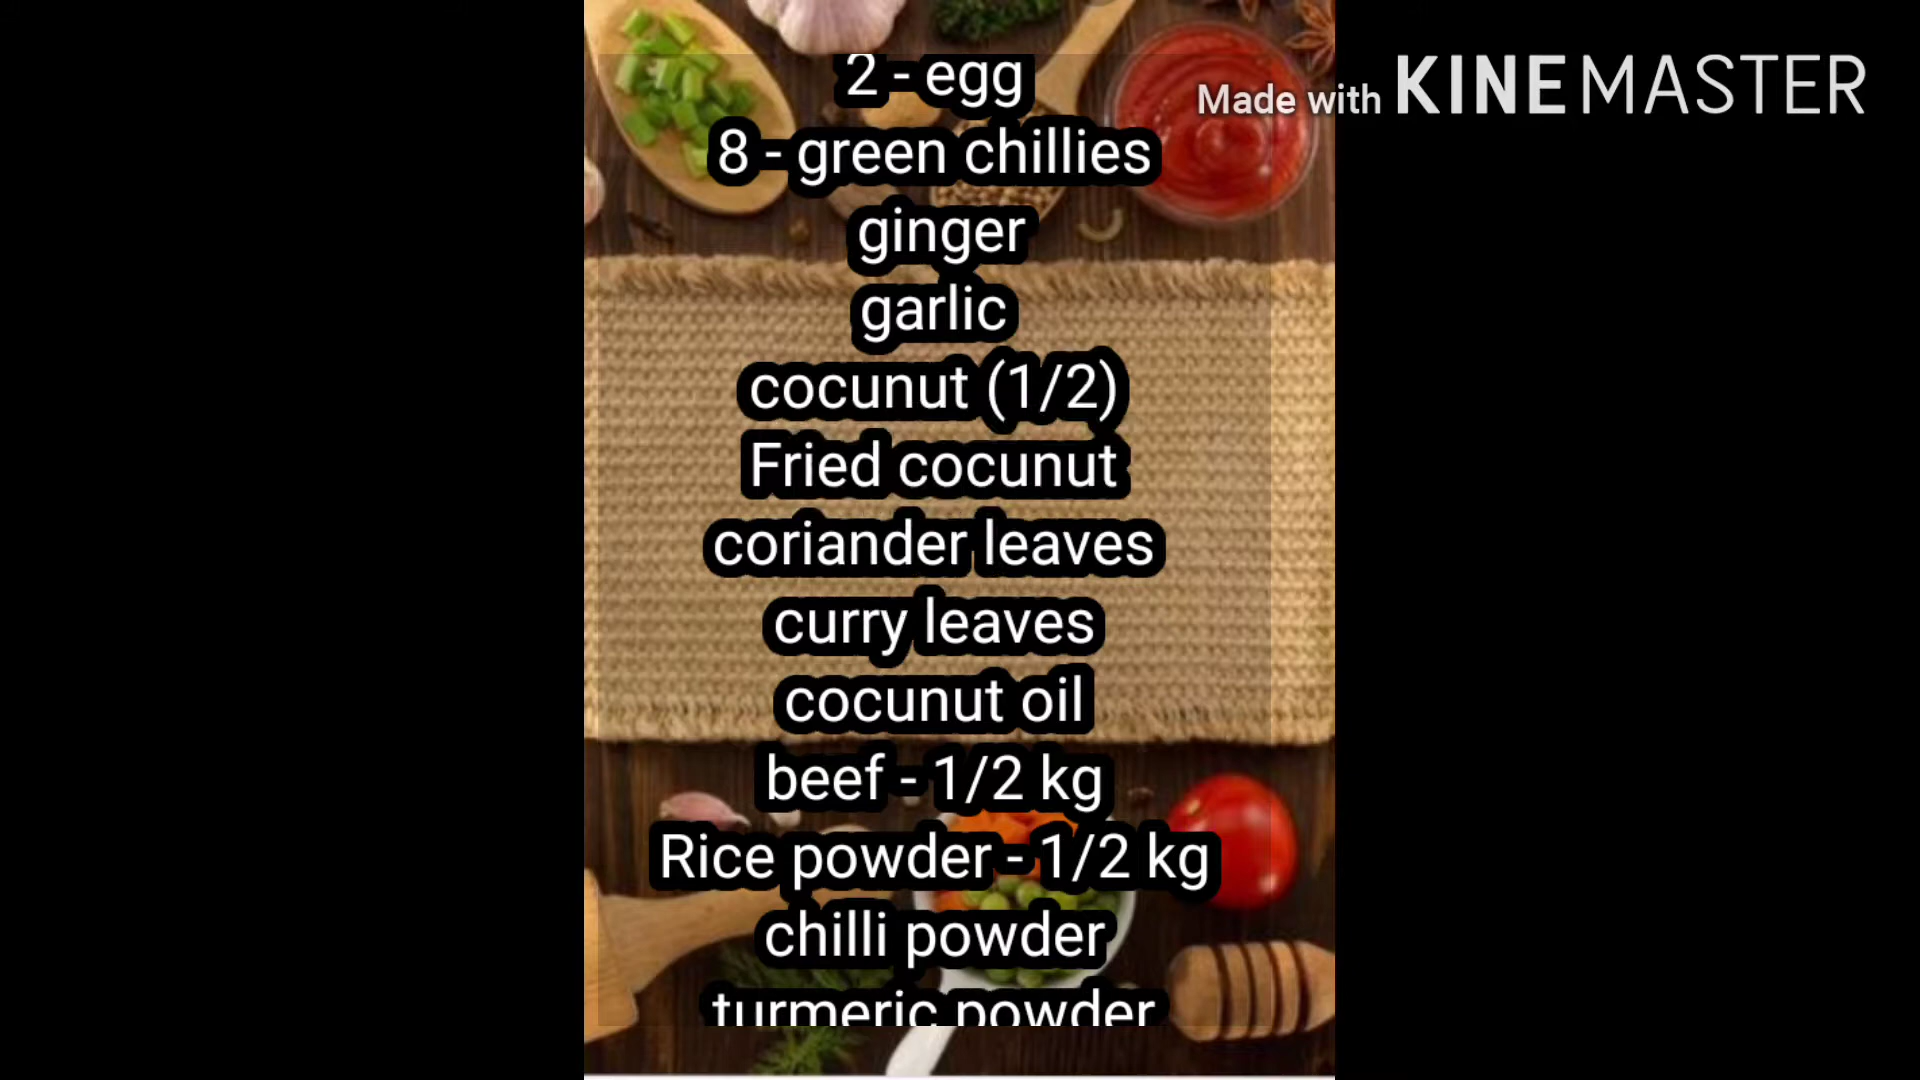 Made with KINEMASTER
2 - egg
8 - green chillies
ginger
garlic
cocunut (1/2)
Fried cocunut
coriander leaves
curry leaves
cocunut oil
beef - 1/2 kg
Rice powder - 1/2 kg
chilli powder
turmeric powder